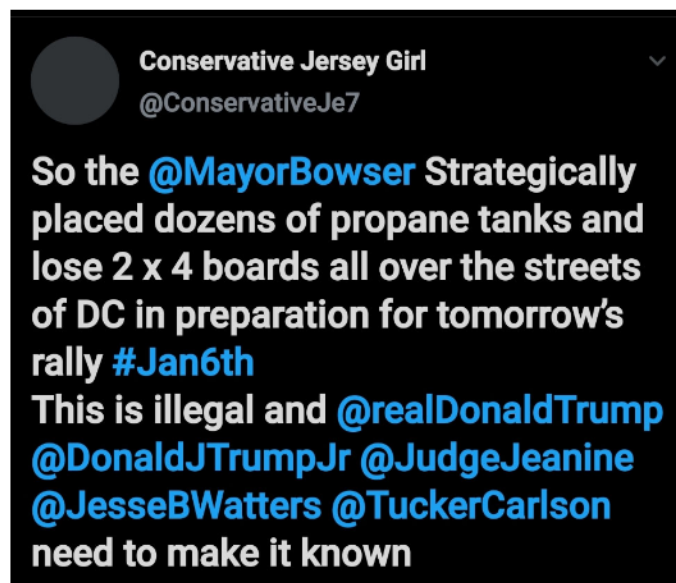 Conservative Jersey Girl
@ConservativeJe7
So the @MayorBowser Strategically
placed dozens of propane tanks and
lose 2 x 4 boards all over the streets
of DC in preparation for tomorrow's
rally #Jan6th
This is illegal and @realDonaldTrump
@DonaldJTrumpJr @JudgeJeanine
@JesseBWatters @TuckerCarlson
need to make it known